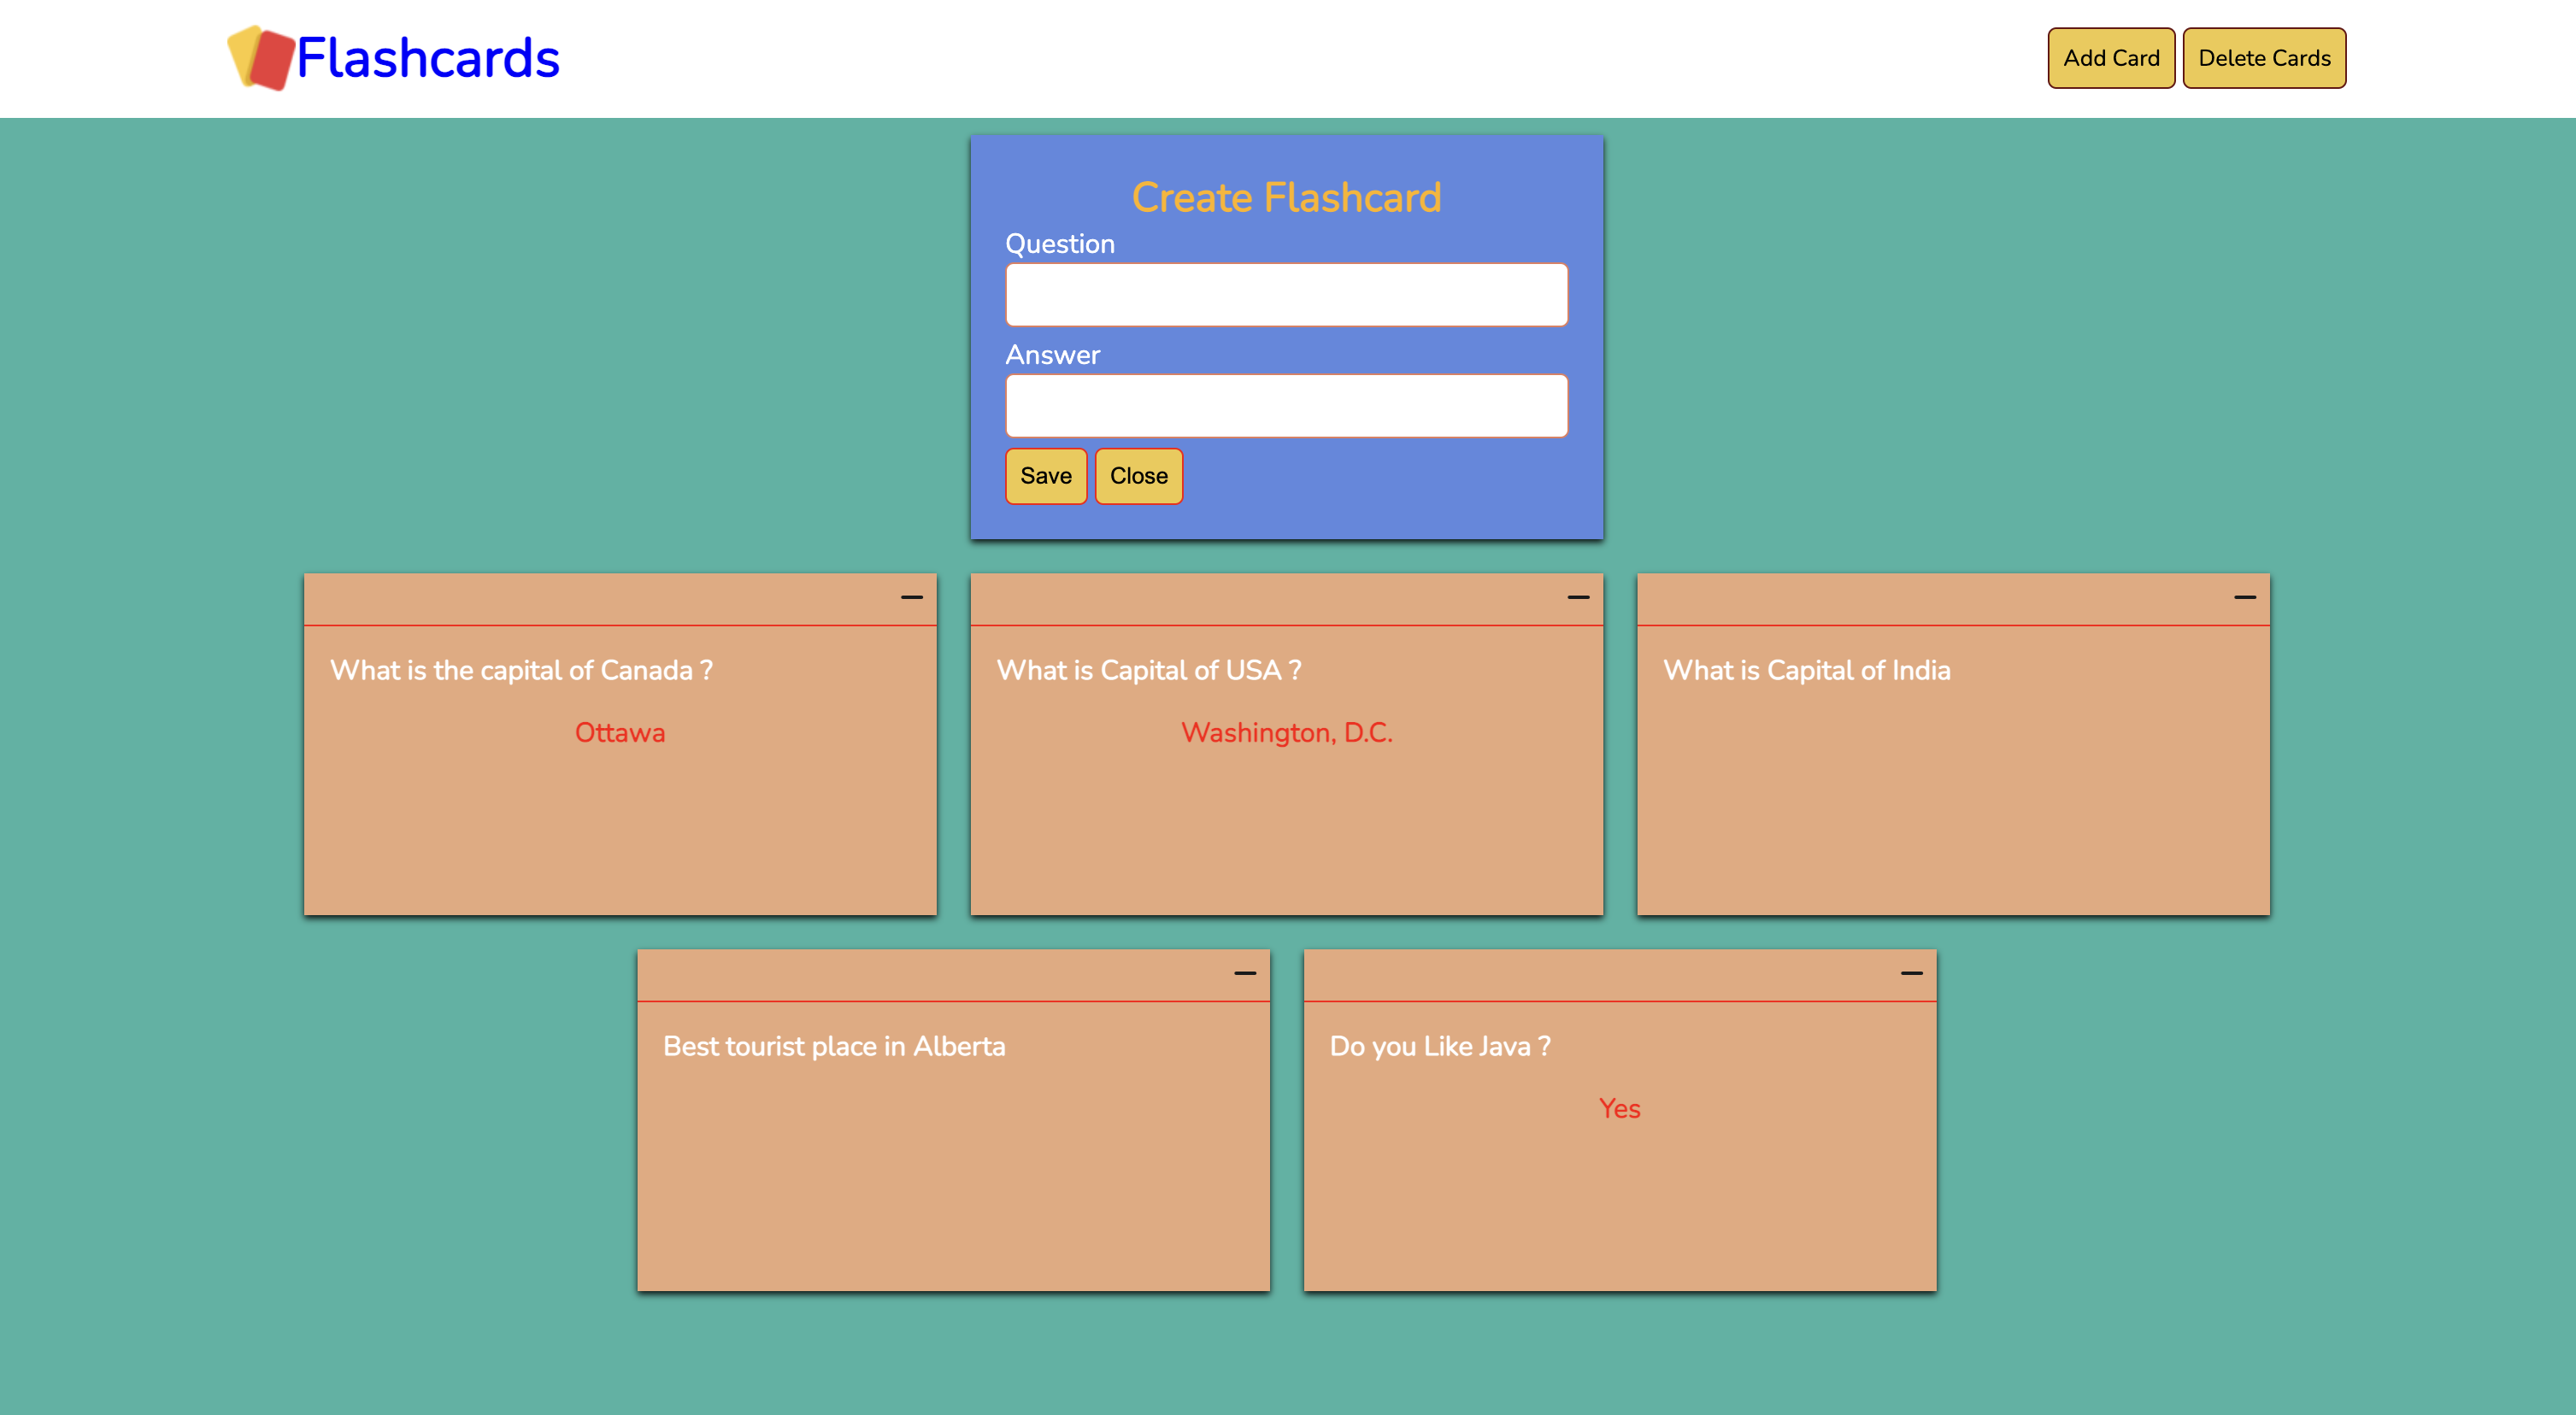 Flashcards
Add Card
Delete Cards
Create Flashcard
Question
Answer
Save
Close
What is the capital of Canada ?
Ottawa
What is Capital of USA ?
Washington, D.C.
What is Capital of India
Best tourist place in Alberta
Do you Like Java ?
Yes